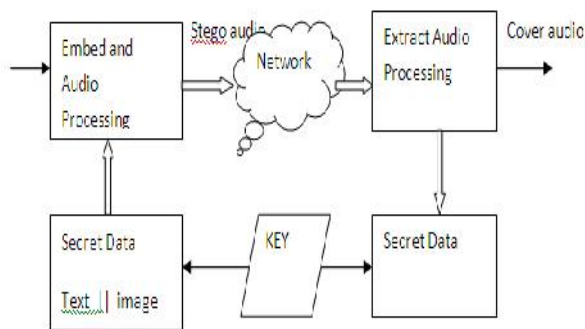 Embed and
Audio
Processing
Stego audio
Network
Extract Audio
Processing
Cover audio
Secret Data
Text || image
KEY
Secret Data